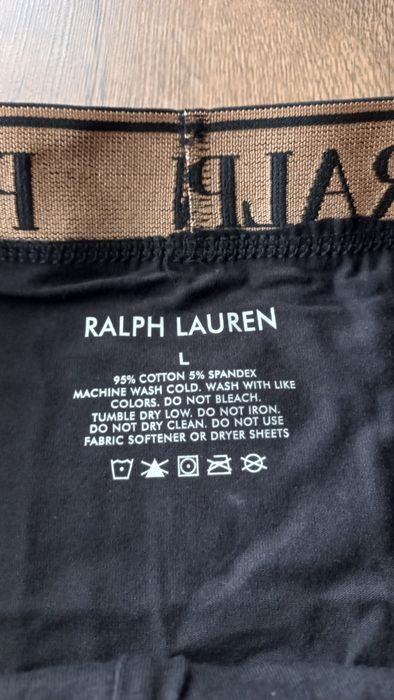 RALPH LAUREN
L
95% COTTON 5% SPANDEX
MACHINE WASH COLD. WASH WITH LIKE
COLORS. DO NOT BLEACH.
TUMBLE DRY LOW. DO NOT IRON.
DO NOT DRY CLEAN. DO NOT USE
FABRIC SOFTENER OR DRYER SHEETS